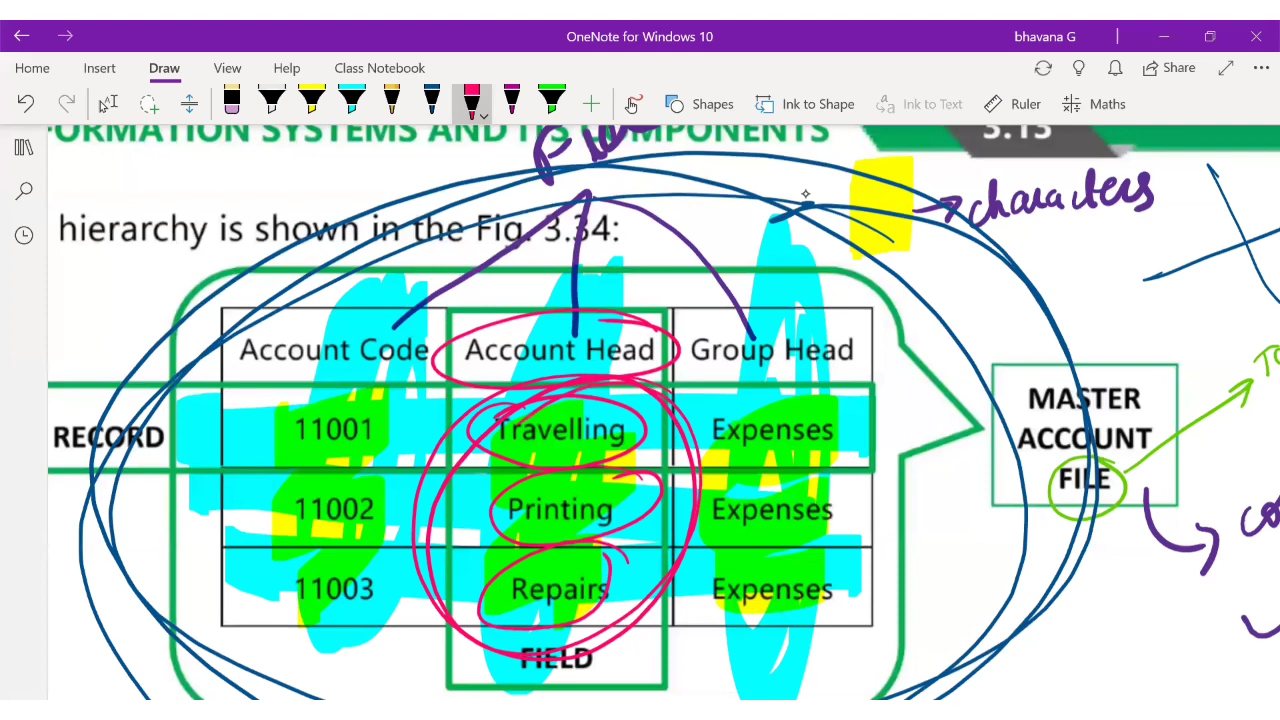 OneNote for Windows 10
bhavana G
Home Insert Draw View Help Class Notebook
Share
Shapes Ink to Shape Ink to Text Ruler Maths
FORMATION SYSTEMS AND ITS COMPONENTS 3.13
characters
hierarchy is shown in the Fig. 3.34:
Account Code Account Head Group Head
RECORD 11001 Travelling Expenses
11002 Printing Expenses
11003 Repairs Expenses
FIELD
MASTER
ACCOUNT
FILE